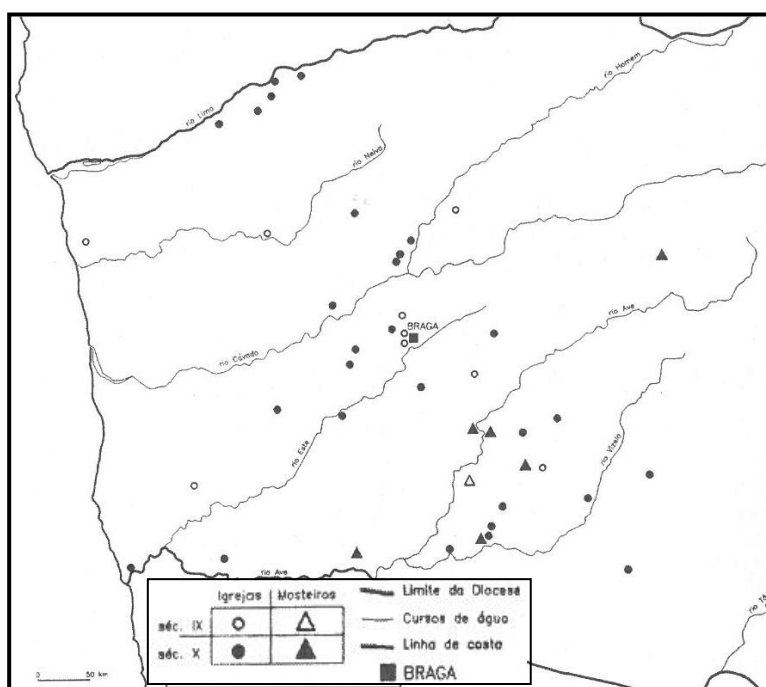 rio Homem
rio Lima
rio Neiva
rio Ave
BRAGA
rio Cávado
rio Vizela
rio Este
rio Ave
0 50 km
Igrejas Mosteiros
séc. IX
séc. X
Limite da Diocese
Cursos de água
Linha de costa
BRAGA
rio